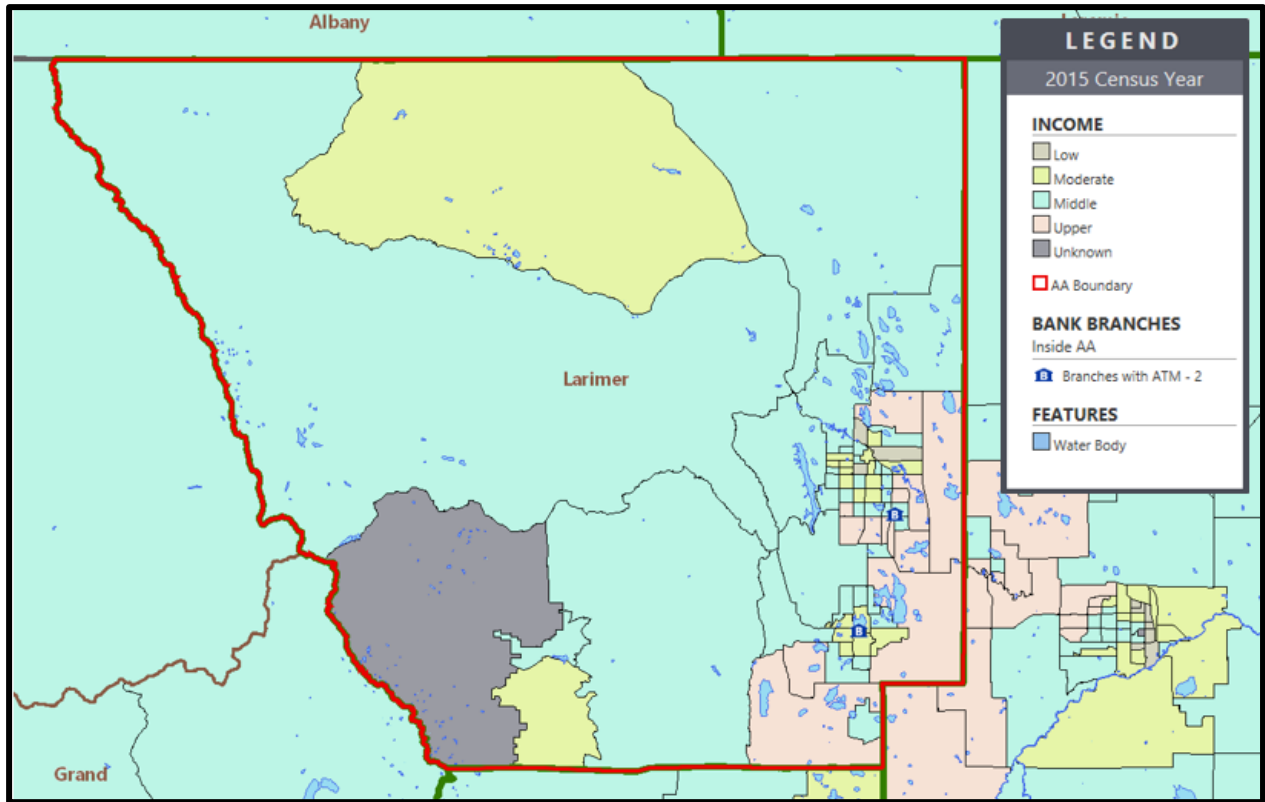 Albany
LEGEND
2015 Census Year
INCOME
Low
Moderate
Middle
Upper
Unknown
AA Boundary
BANK BRANCHES
Inside AA
B Branches with ATM - 2
FEATURES
Water Body
Larimer
B
B
Grand